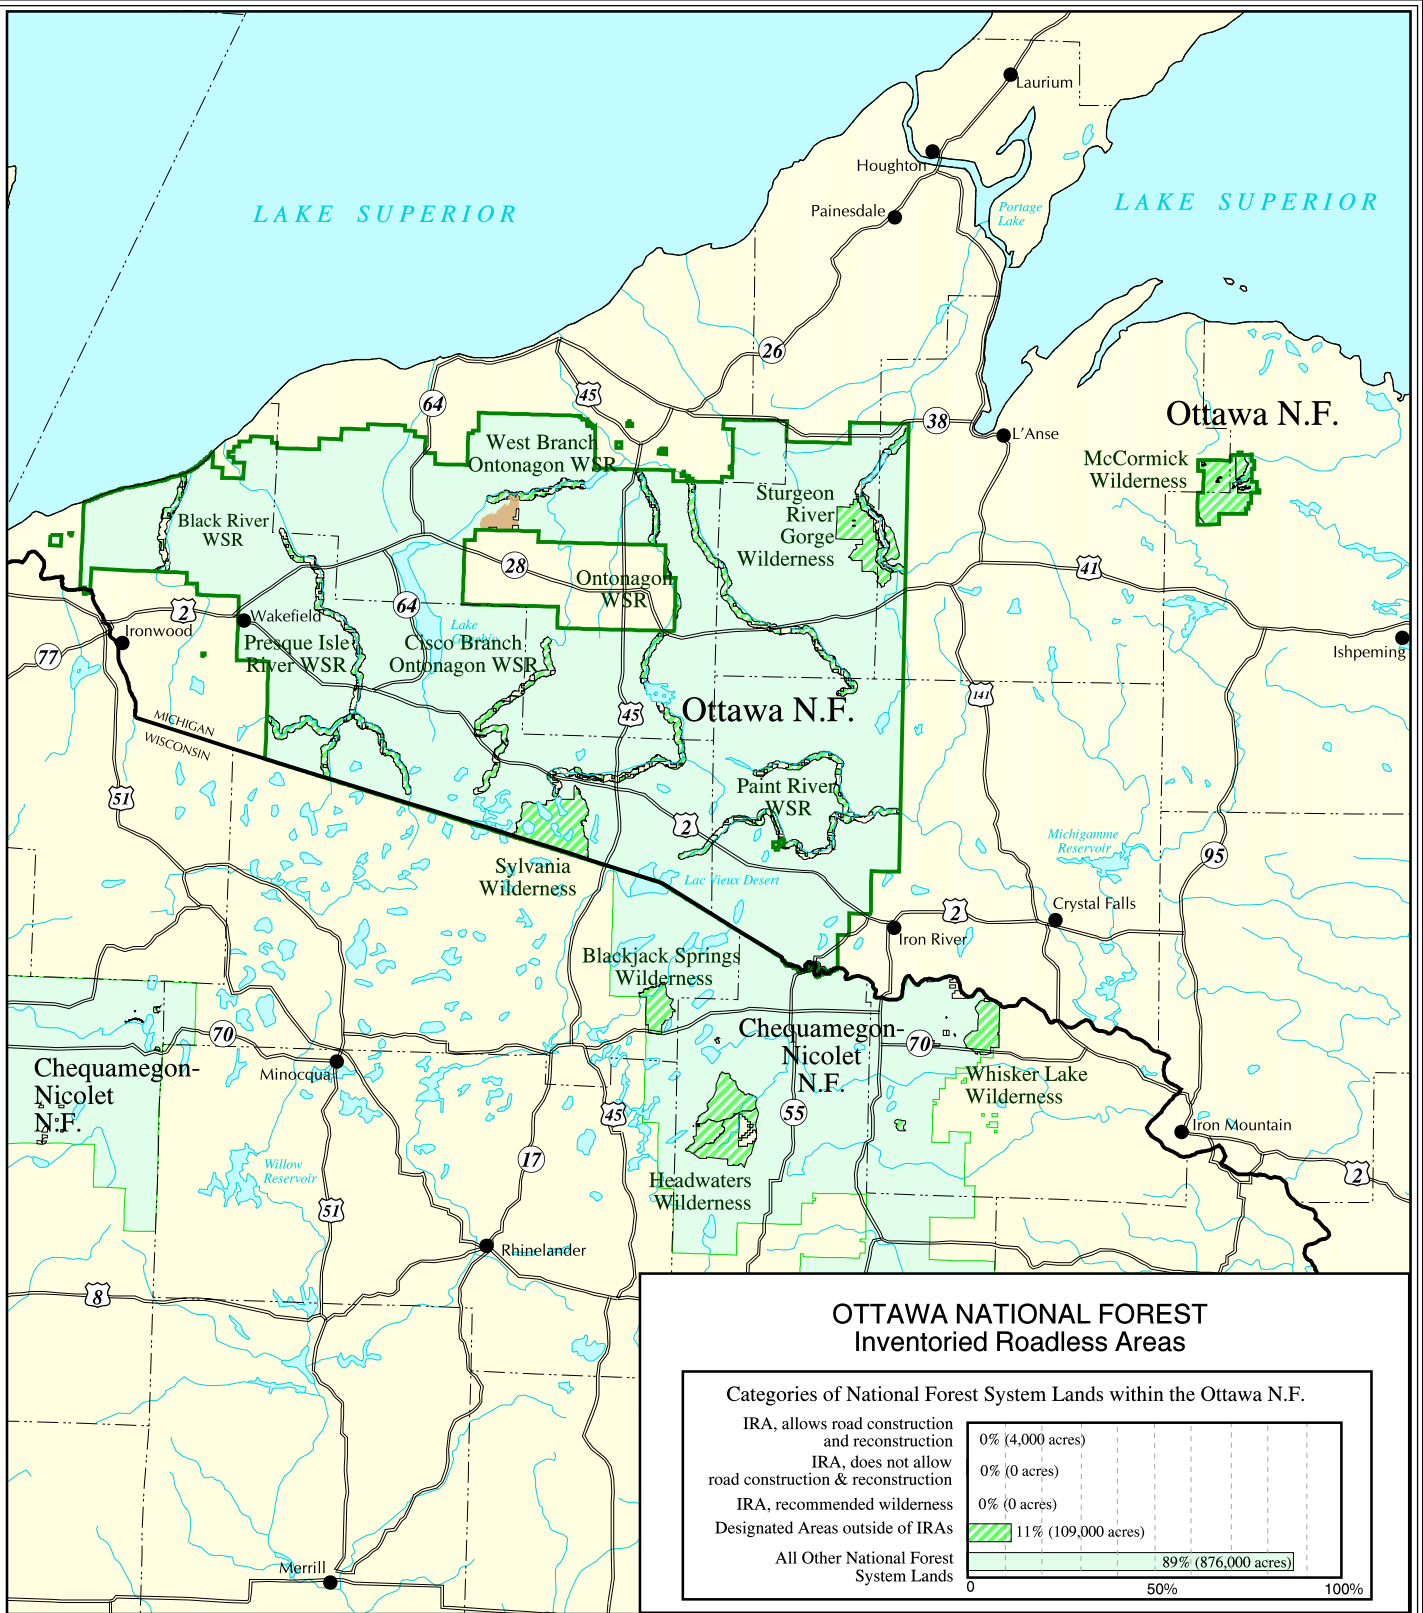 Laurium
Houghton
Painesdale
Portage
Lake
LAKE SUPERIOR
LAKE SUPERIOR
26
64
45
38
L'Anse
Ottawa N.F.
McCormick
Wilderness
West Branch
Ontonagon WSR
Sturgeon
River
Gorge
Wilderness
Black River
WSR
28
Ontonagon
WSR
41
64
2
Wakefield
Ironwood
Lake
77
Presque Isle
River WSR
Cisco Branch
Ontonagon WSR
Ishpeming
141
45
Ottawa N.F.
MICHIGAN
WISCONSIN
51
Paint River
WSR
2
Michigamme
Reservoir
95
Sylvania
Wilderness
Lac Vieux Desert
Crystal Falls
2
Iron River
Blackjack Springs
Wilderness
70
Chequamegon-
Nicolet
N.F.
70
Chequamegon-
Nicolet
N.F.
Minocqua
Whisker Lake
Wilderness
45
55
Iron Mountain
17
Willow
Reservoir
2
Headwaters
Wilderness
51
Rhinelander
8
Merrill
OTTAWA NATIONAL FOREST
Inventoried Roadless Areas
Categories of National Forest System Lands within the Ottawa N.F.
IRA, allows road construction
and reconstruction
0% (4,000 acres)
IRA, does not allow
road construction & reconstruction
0% (0 acres)
IRA, recommended wilderness
0% (0 acres)
Designated Areas outside of IRAs
11% (109,000 acres)
All Other National Forest
System Lands
89% (876,000 acres)
0 50% 100%